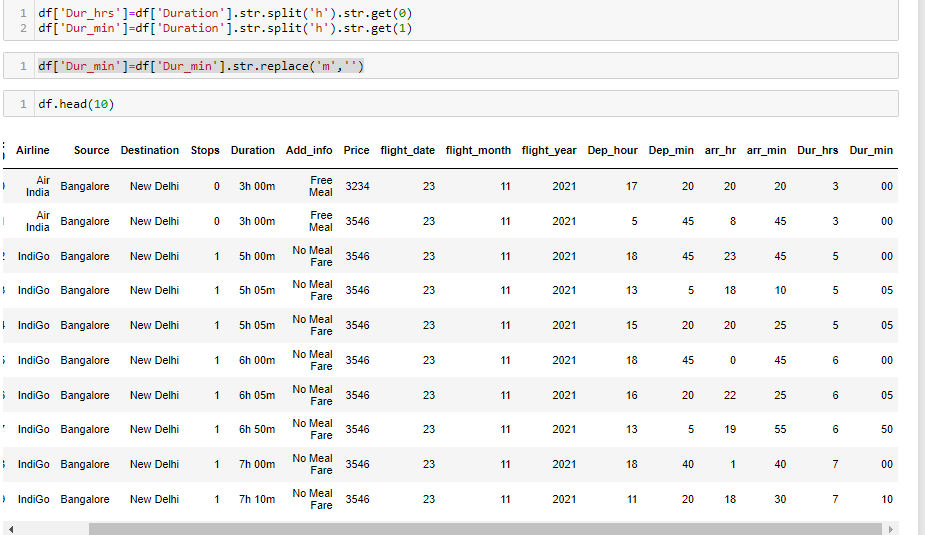 1 df['Dur_hrs']=df['Duration'].str.split('h').str.get(0)
2 df['Dur_min']=df['Duration'].str.split('h').str.get(1)
1 df['Dur_min']=df['Dur_min'].str.replace('m','')
1 df.head(10)
Airline Source Destination Stops Duration Add_info Price flight_date flight_month flight_year Dep_hour Dep_min arr_hr arr_min Dur_hrs Dur_min
Air India Bangalore New Delhi 0 3h 00m Free Meal 3234 23 11 2021 17 20 20 20 3 00
Air India Bangalore New Delhi 0 3h 00m Free Meal 3546 23 11 2021 5 45 8 45 3 00
IndiGo Bangalore New Delhi 1 5h 00m No Meal Fare 3546 23 11 2021 18 45 23 45 5 00
IndiGo Bangalore New Delhi 1 5h 05m No Meal Fare 3546 23 11 2021 13 5 18 10 5 05
IndiGo Bangalore New Delhi 1 5h 05m No Meal Fare 3546 23 11 2021 15 20 20 25 5 05
IndiGo Bangalore New Delhi 1 6h 00m No Meal Fare 3546 23 11 2021 18 45 0 45 6 00
IndiGo Bangalore New Delhi 1 6h 05m No Meal Fare 3546 23 11 2021 16 20 22 25 6 05
IndiGo Bangalore New Delhi 1 6h 50m No Meal Fare 3546 23 11 2021 13 5 19 55 6 50
IndiGo Bangalore New Delhi 1 7h 00m No Meal Fare 3546 23 11 2021 18 40 1 40 7 00
IndiGo Bangalore New Delhi 1 7h 10m No Meal Fare 3546 23 11 2021 11 20 18 30 7 10